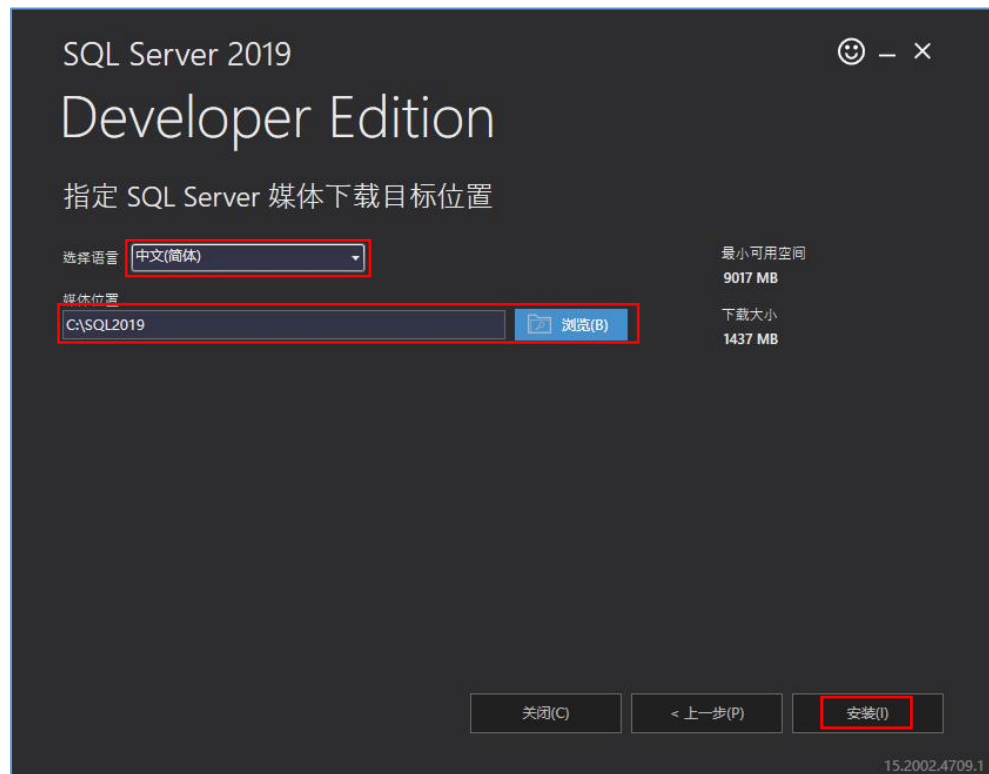 SQL Server 2019
Developer Edition
指定 SQL Server 媒体下载目标位置
选择语言 中文(简体)
最小可用空间
9017 MB
媒体位置
C:\SQL2019 浏览(B)
下载大小
1437 MB
关闭(C) < 上一步(P) 安装(I)
15.2002.4709.1